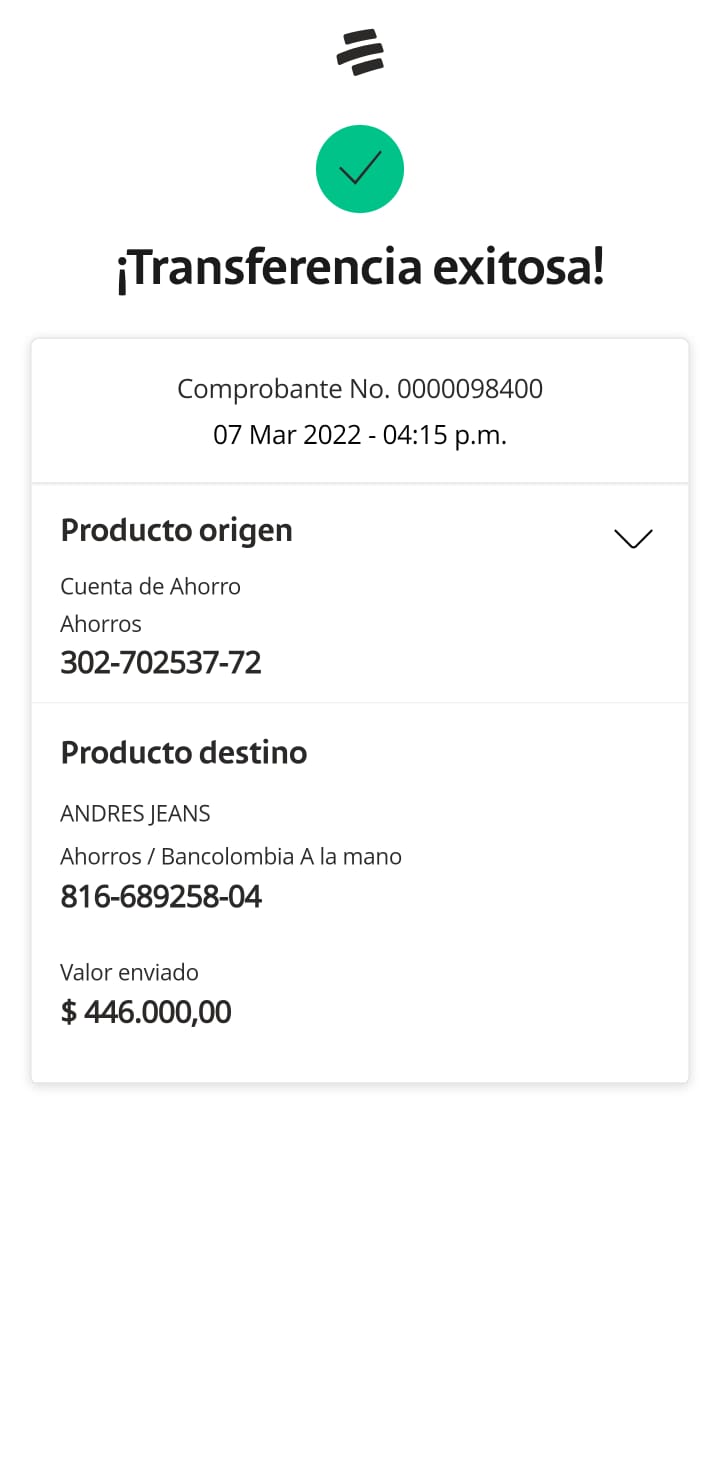 ¡Transferencia exitosa!
Comprobante No. 0000098400
07 Mar 2022 - 04:15 p.m.
Producto origen
Cuenta de Ahorro
Ahorros
302-702537-72
Producto destino
ANDRES JEANS
Ahorros / Bancolombia A la mano
816-689258-04
Valor enviado
$ 446.000,00